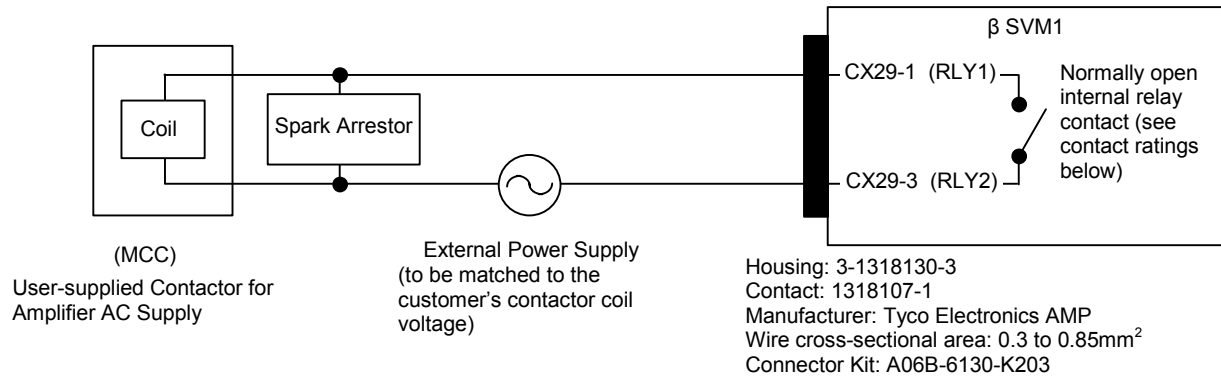 β SVM1
CX29-1 (RLY1)
Normally open
internal relay
contact (see
contact ratings
below)
Coil
Spark Arrestor
CX29-3 (RLY2)
(MCC)
User-supplied Contactor for
Amplifier AC Supply
External Power Supply
(to be matched to the
customer’s contactor coil
voltage)
Housing: 3-1318130-3
Contact: 1318107-1
Manufacturer: Tyco Electronics AMP
Wire cross-sectional area: 0.3 to 0.85mm²
Connector Kit: A06B-6130-K203